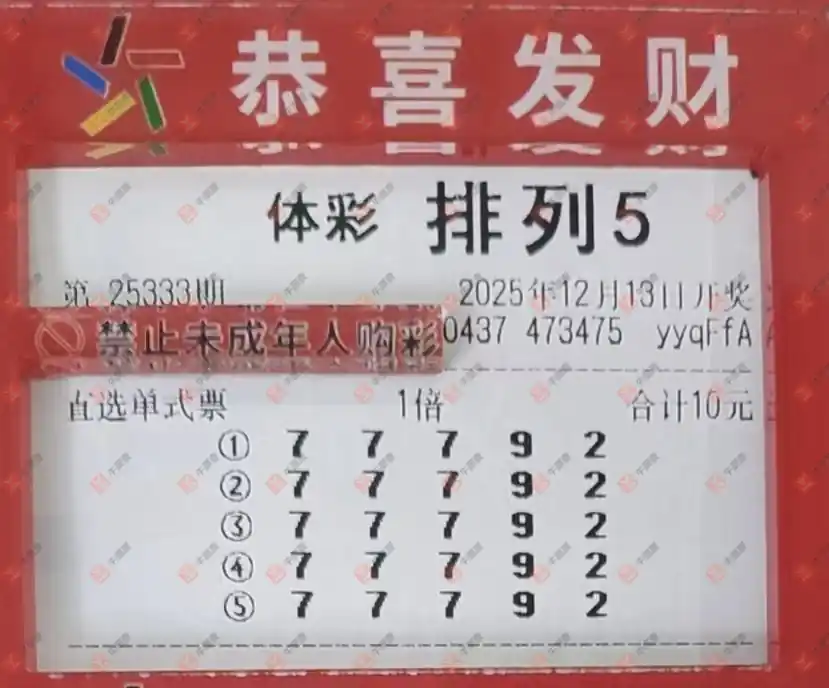 恭喜发财
体彩 排列5
第 25333期 2025年12月13日开奖
禁止未成年人购彩 0437 473475 yyqFfA
直选单式票 1倍 合计10元
① 7 7 7 9 2
② 7 7 7 9 2
③ 7 7 7 9 2
④ 7 7 7 9 2
⑤ 7 7 7 9 2